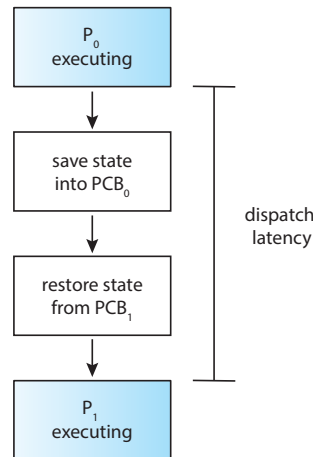 P₀
executing
save state
into PCB₀
restore state
from PCB₁
P₁
executing
dispatch
latency